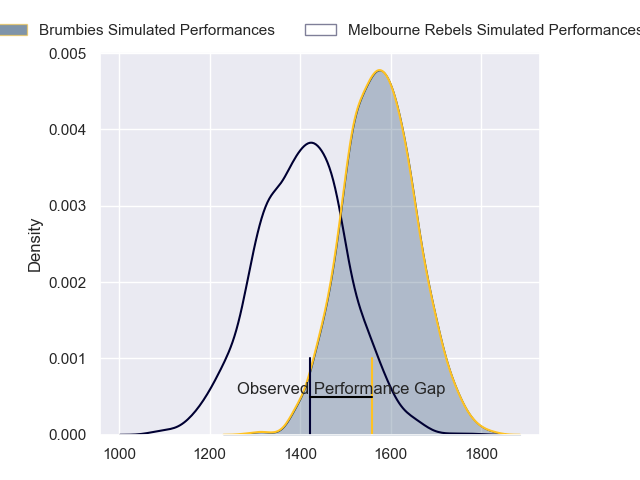 Brumbies Simulated Performances
Melbourne Rebels Simulated Performances
0.005
0.004
0.003
0.002
0.001
0.000
Density
Observed Performance Gap
1000
1200
1400
1600
1800